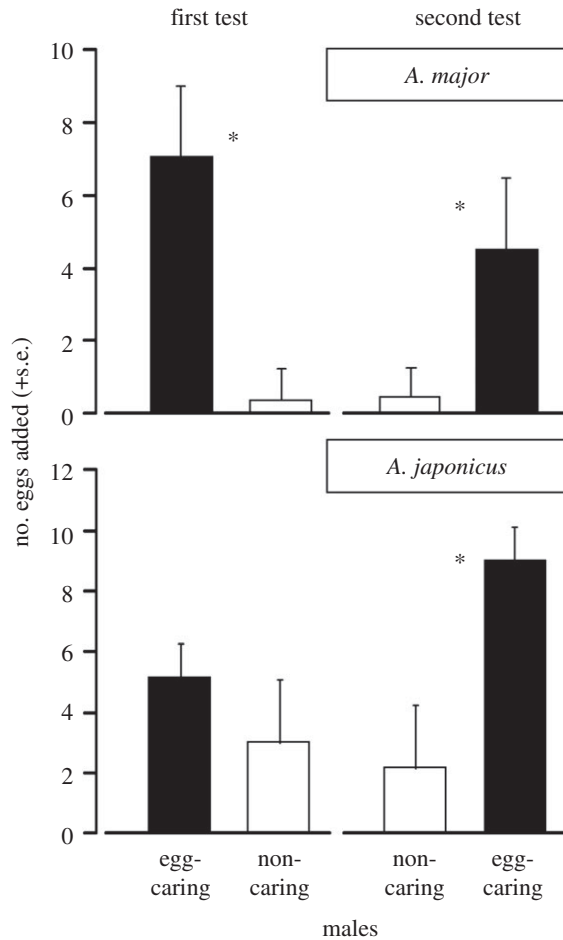 first test second test
A. major
10
8
6
4
2
0
*
*
no. eggs added (+s.e.)
A. japonicus
12
10
8
6
4
2
0
*
egg-
caring
non-
caring
non-
caring
egg-
caring
males